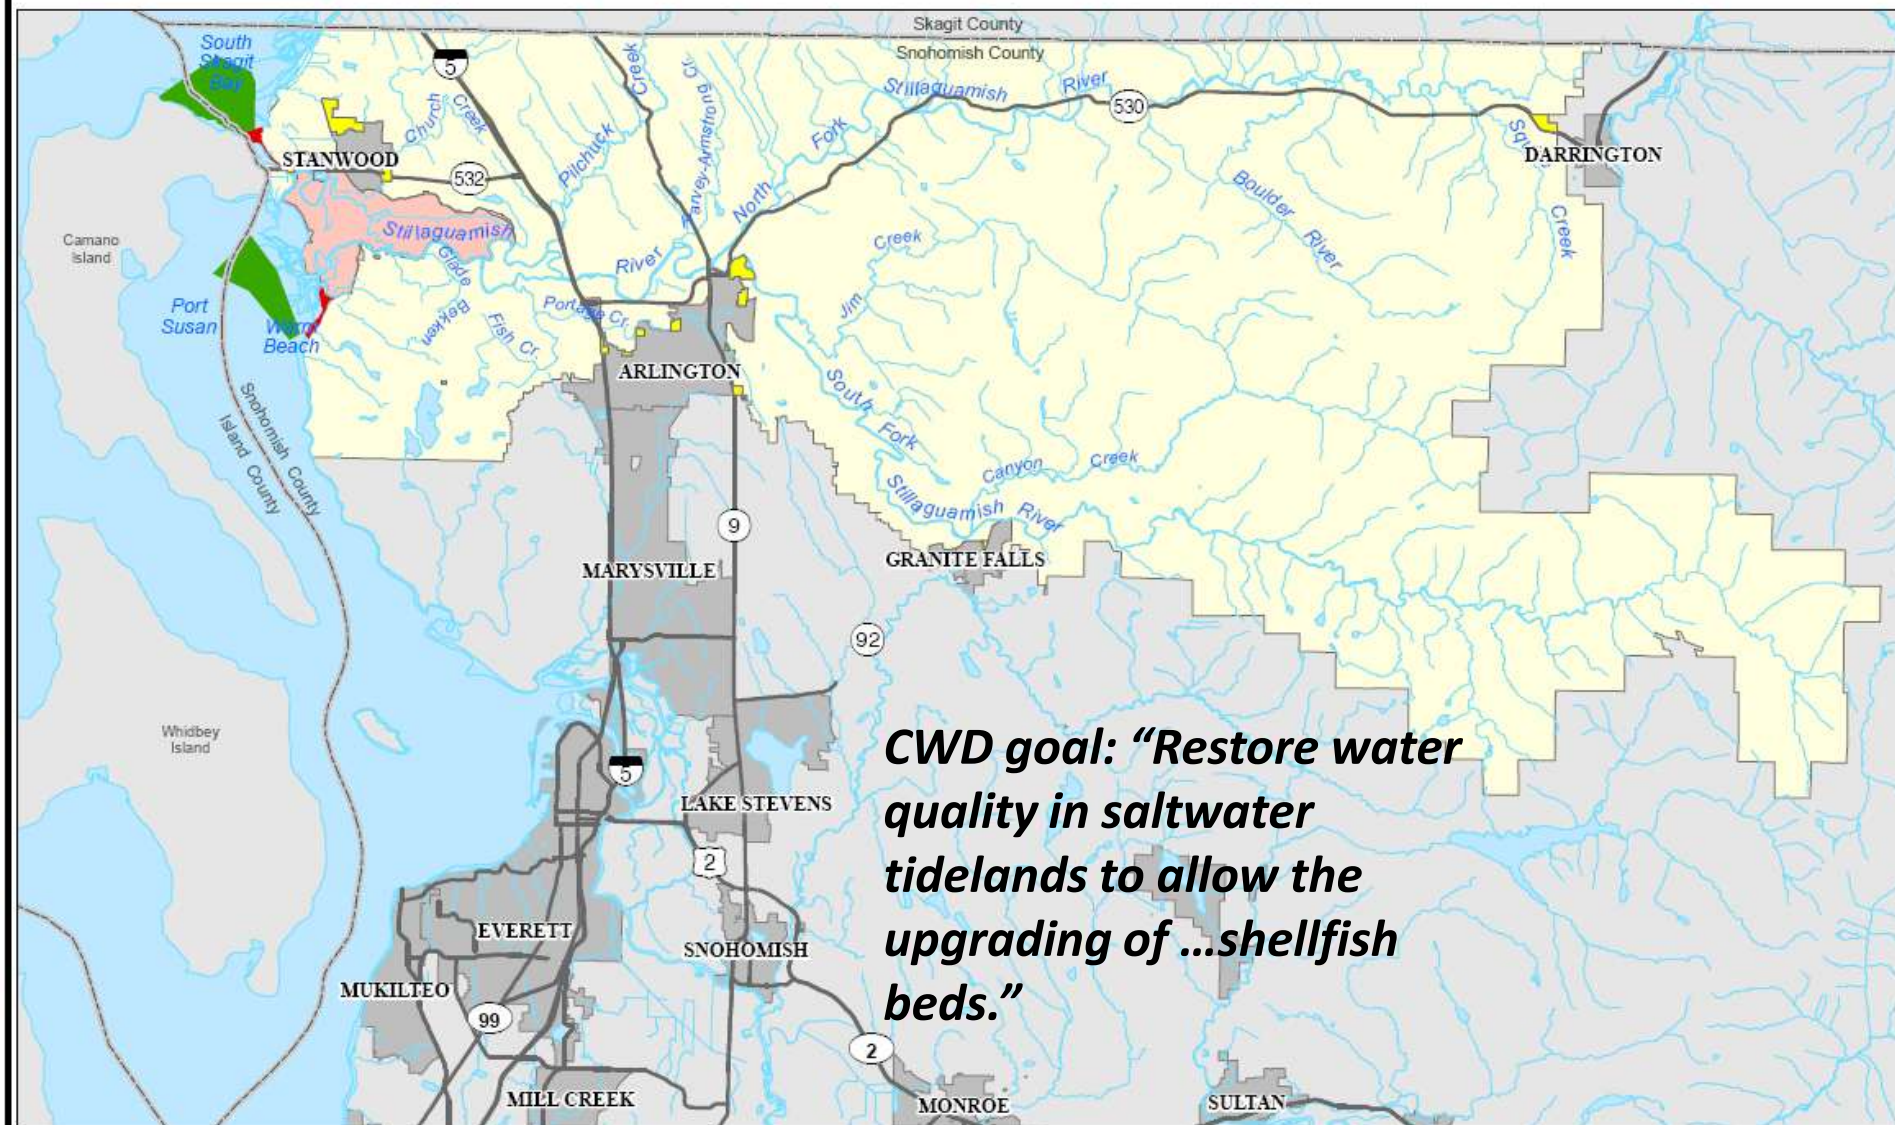 Skagit County
Snohomish County
South
Skagit
Bay
5
Church
Creek
Creek
Pilchuck
Armstrong Cr.
Stillaguamish
River
530
North
Fork
STANWOOD
532
DARRINGTON
Creek
Boulder
River
Camano
Island
Stillaguamish
Glade
Bekken
River
Creek
Jim
Port
Susan
Warm
Beach
Portage Cr.
Fish Cr.
ARLINGTON
South
Fork
Snohomish County
Island County
Canyon
Creek
Stillaguamish
River
9
GRANITE FALLS
MARYSVILLE
92
Whidbey
Island
CWD goal: “Restore water
quality in saltwater
tidelands to allow the
upgrading of …shellfish
beds.”
5
LAKE STEVENS
2
EVERETT
SNOHOMISH
MUKILTEO
99
2
MILL CREEK
MONROE
SULTAN